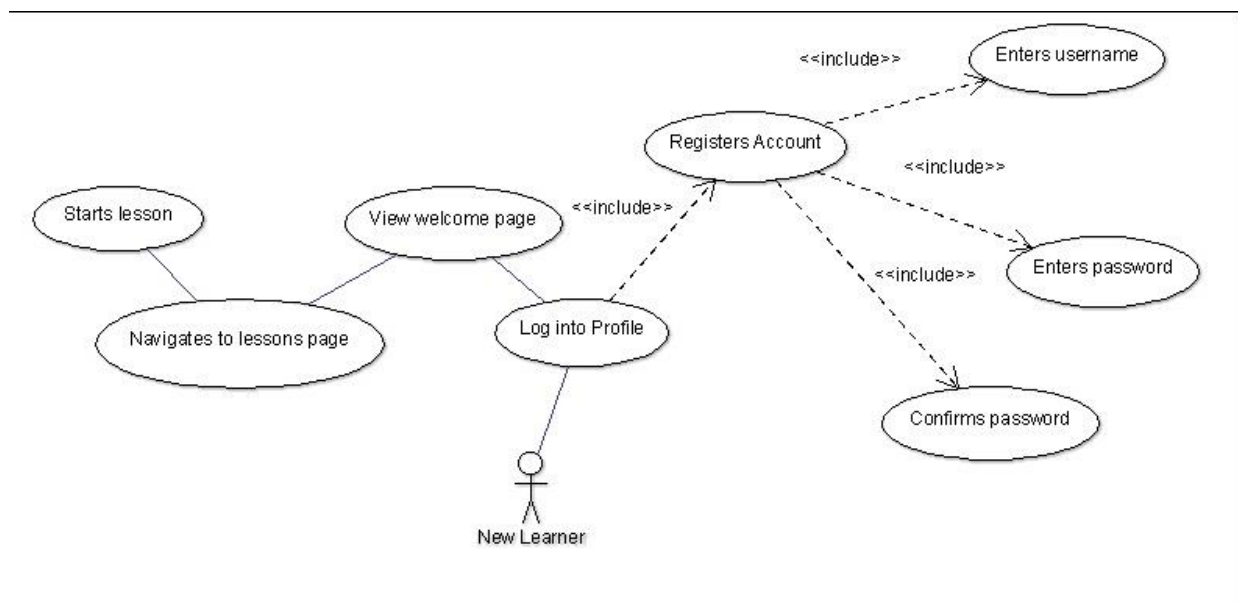 Enters username
<<include>>
Registers Account
<<include>>
Starts lesson
View welcome page
<<include>>
Enters password
<<include>>
Navigates to lessons page
Log into Profile
Confirms password
New Learner